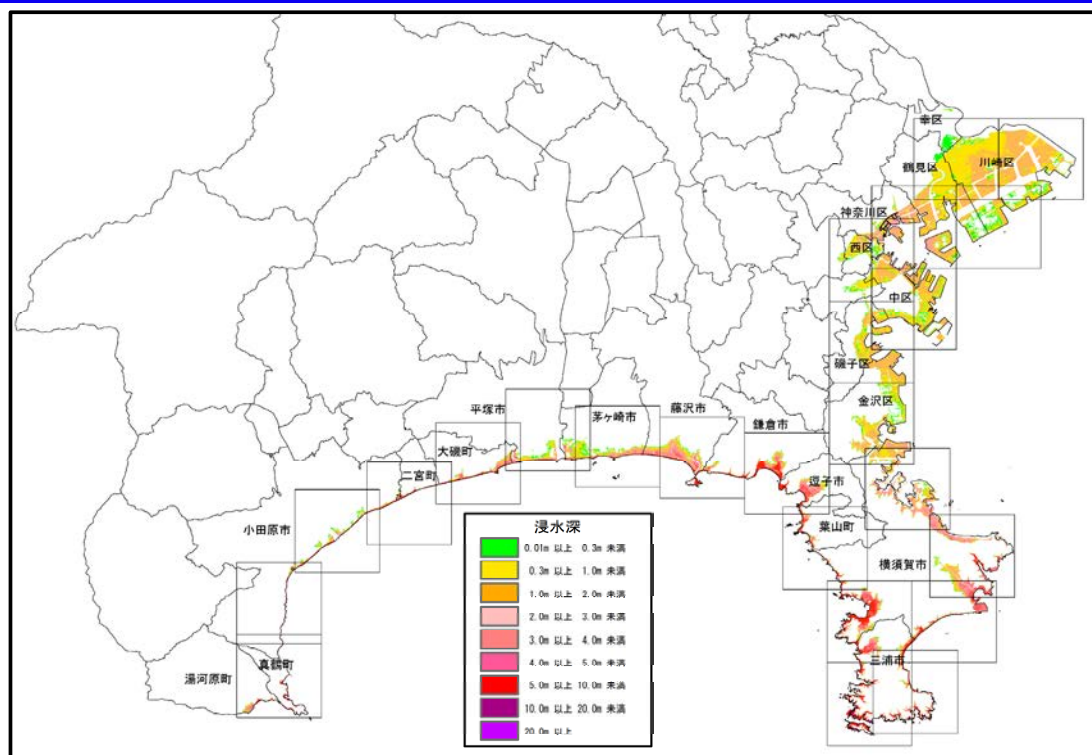 幸区
川崎区
鶴見区
神奈川区
西区
中区
磯子区
金沢区
平塚市
茅ヶ崎市
藤沢市
鎌倉市
大磯町
二宮町
逗子市
小田原市
葉山町
横須賀市
三浦市
真鶴町
湯河原町
浸水深
0.01m 以上 0.3m 未満
0.3m 以上 1.0m 未満
1.0m 以上 2.0m 未満
2.0m 以上 3.0m 未満
3.0m 以上 4.0m 未満
4.0m 以上 5.0m 未満
5.0m 以上 10.0m 未満
10.0m 以上 20.0m 未満
20.0m 以上